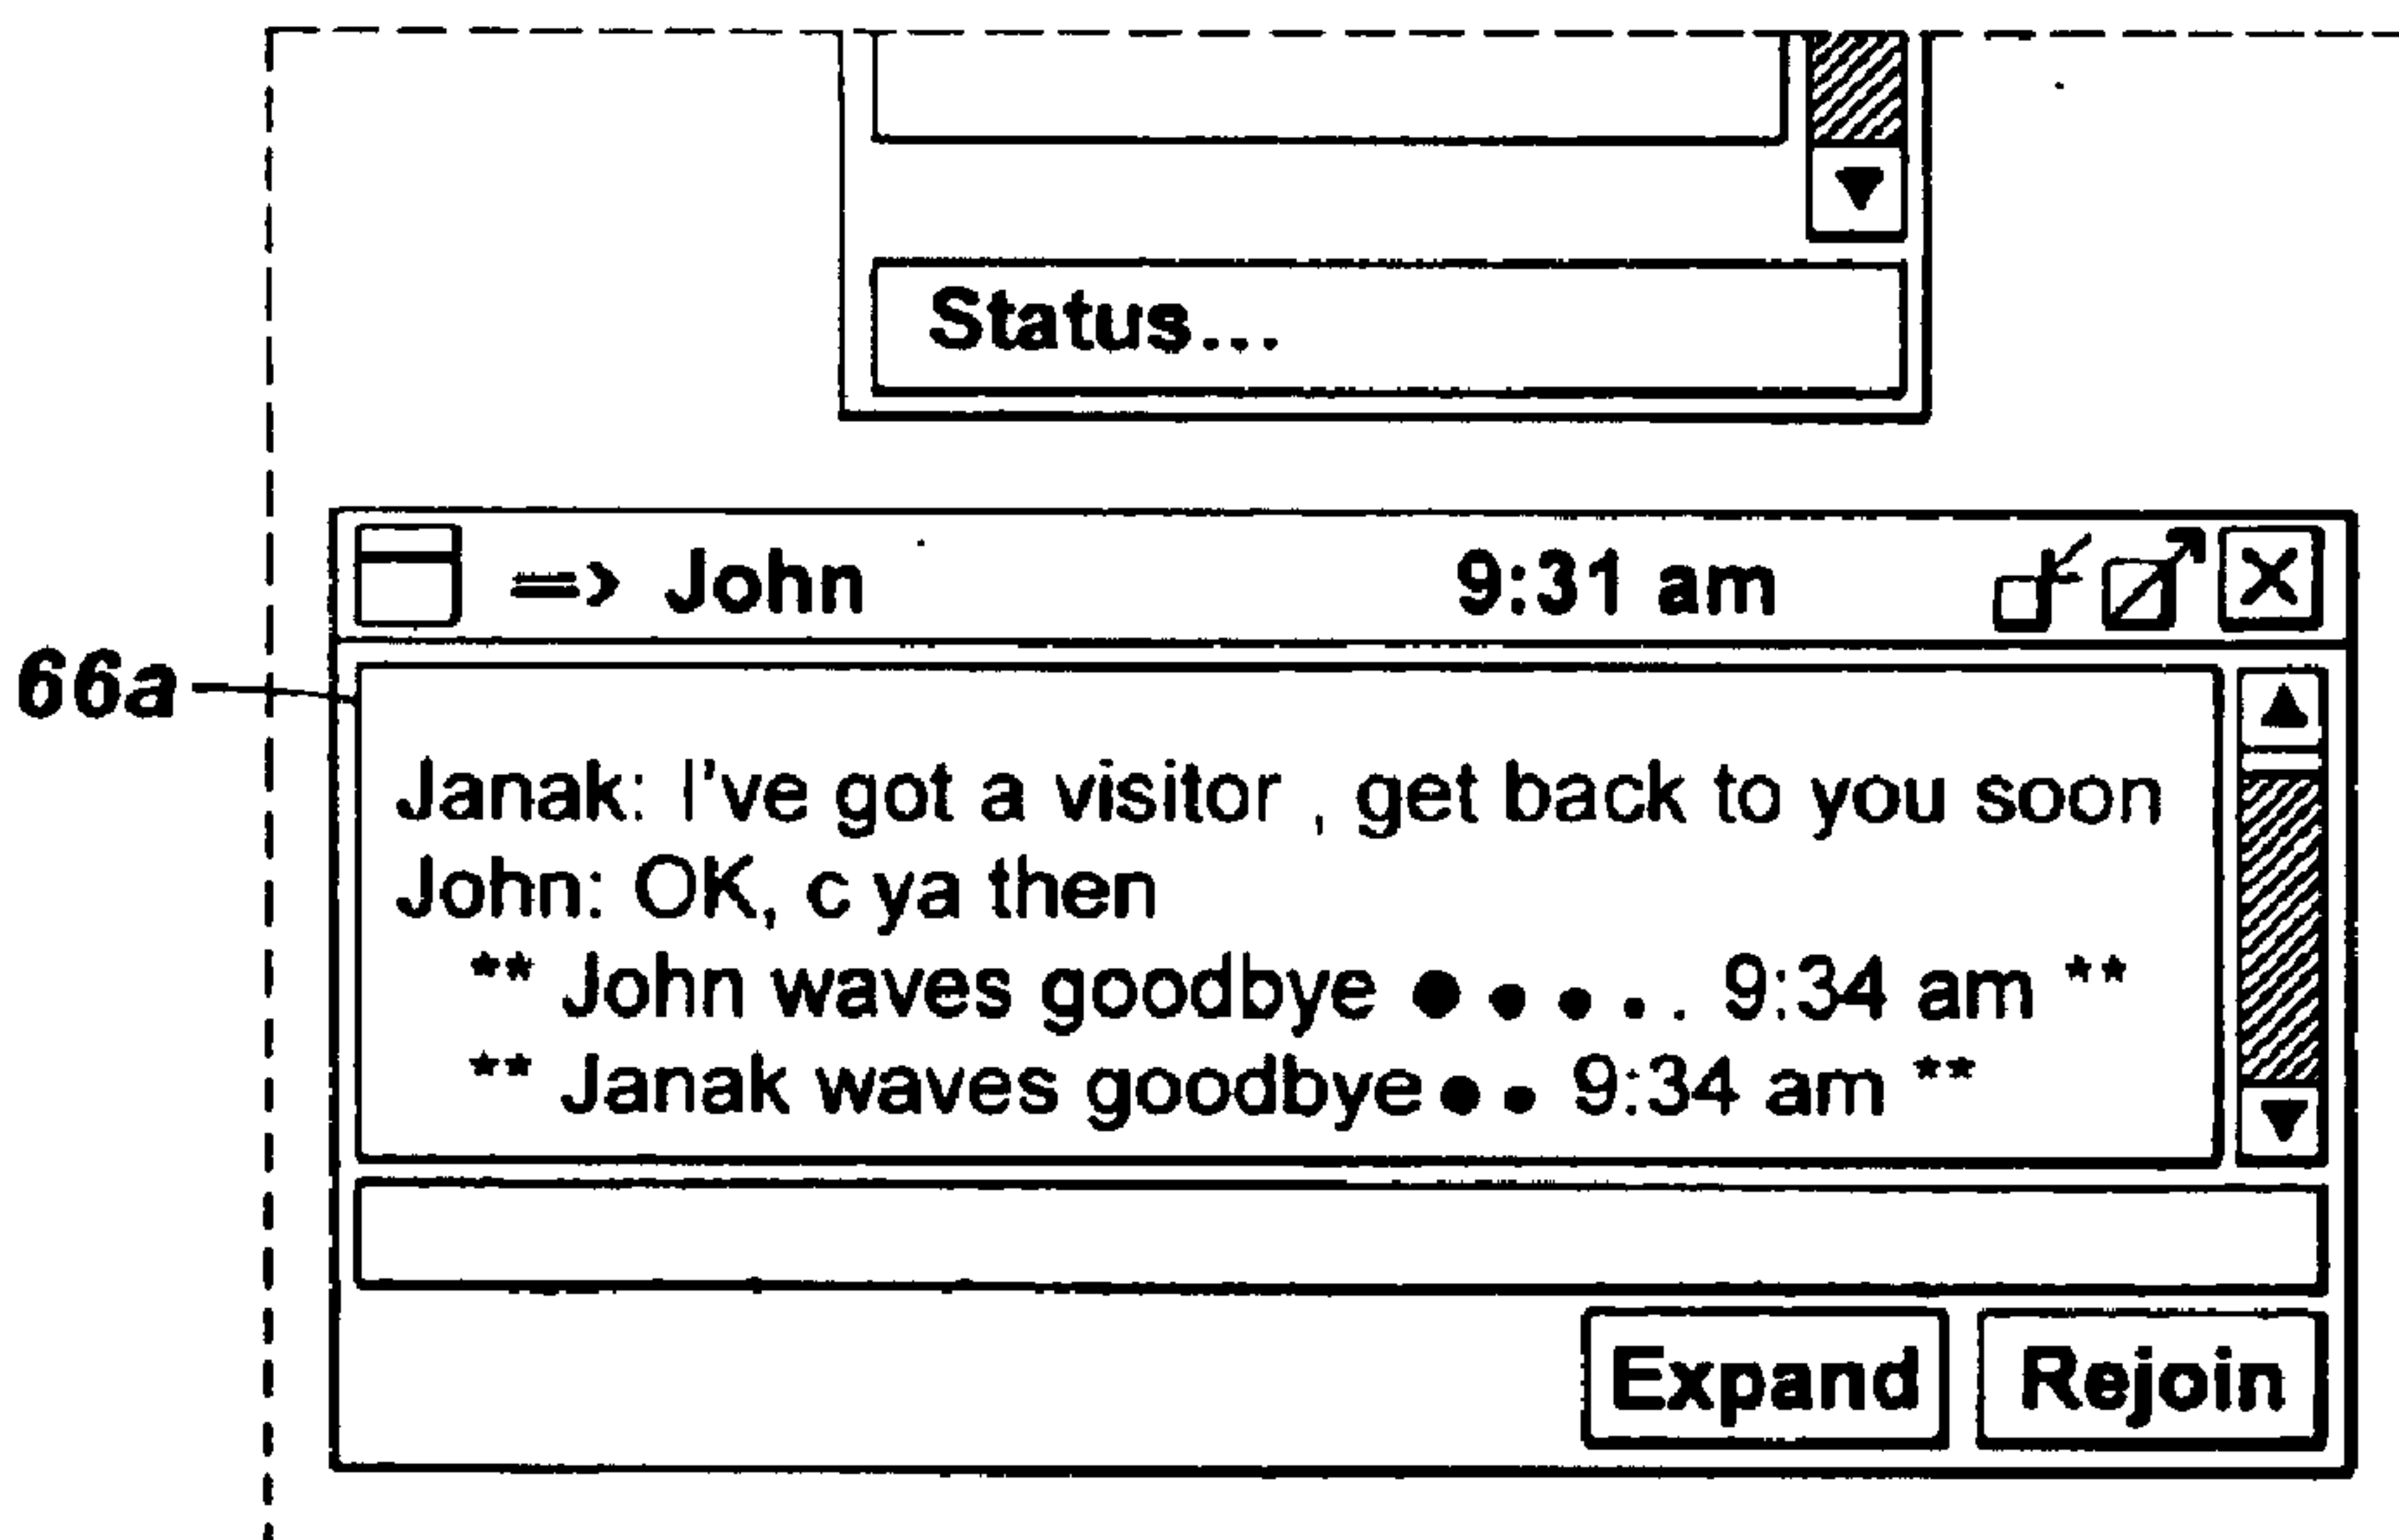 Status...
=> John 9:31 am
66a
Janak: I've got a visitor , get back to you soon
John: OK, c ya then
** John waves goodbye ● ● ● • . 9:34 am **
** Janak waves goodbye ● ● 9:34 am **
Expand Rejoin